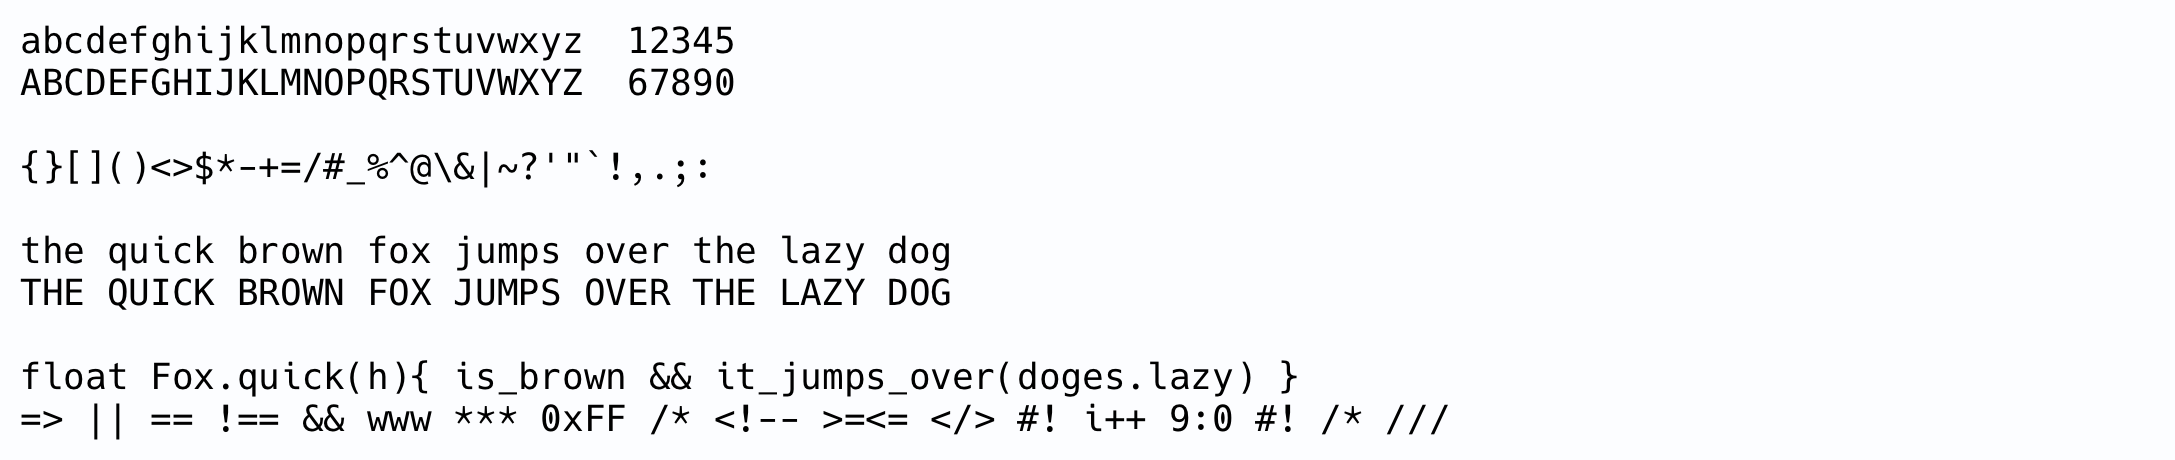 abcdefghijklmnopqrstuvwxyz  12345
ABCDEFGHIJKLMNOPQRSTUVWXYZ  67890
{}[]()<>$*-+=/#_%^@\&|~?'"`!,.;:
the quick brown fox jumps over the lazy dog
THE QUICK BROWN FOX JUMPS OVER THE LAZY DOG
float Fox.quick(h){ is_brown && it_jumps_over(doges.lazy) }
=> || == !== && www *** 0xFF /* <!-- >=<= </> #! i++ 9:0 #! /* ///